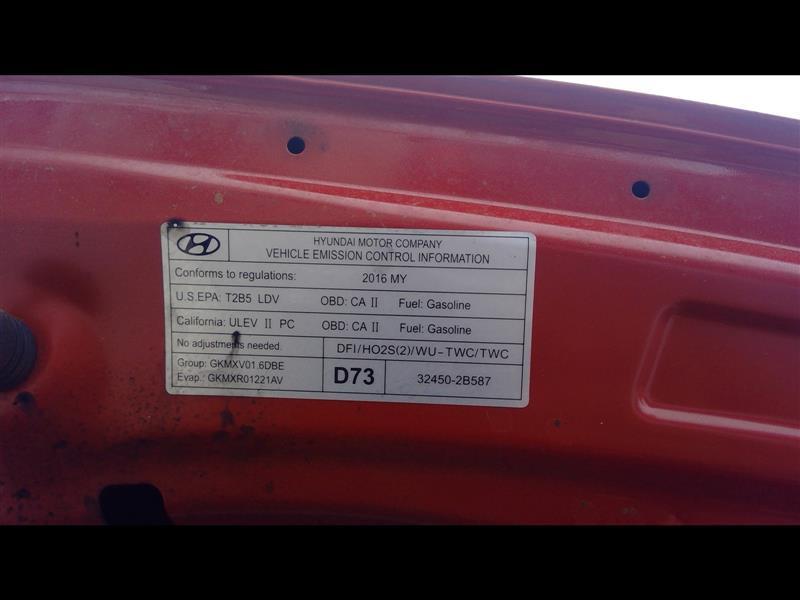 HYUNDAI MOTOR COMPANY
VEHICLE EMISSION CONTROL INFORMATION
Conforms to regulations: 2016 MY
U.S.EPA: T2B5 LDV OBD: CA II Fuel: Gasoline
California: ULEV II PC OBD: CA II Fuel: Gasoline
No adjustments needed. DFI/HO2S(2)/WU-TWC/TWC
Group: GKMXV01.6DBE
Evap.: GKMXR01221AV
D73 32450-2B587